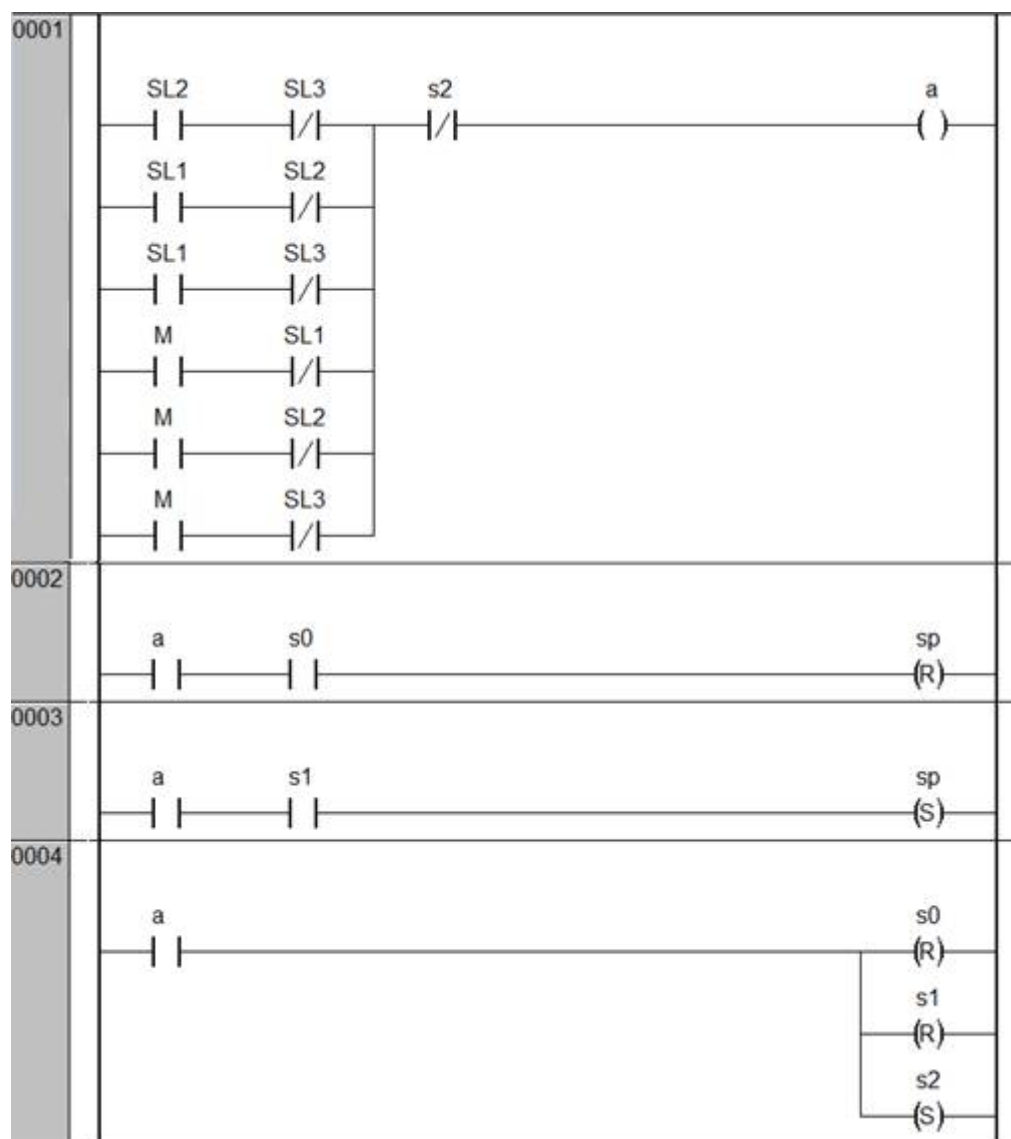 0001
SL2 SL3 s2 a
SL1 SL2
SL1 SL3
M SL1
M SL2
M SL3
0002
a s0 sp
(R)
0003
a s1 sp
(S)
0004
a s0
(R)
s1
(R)
s2
(S)